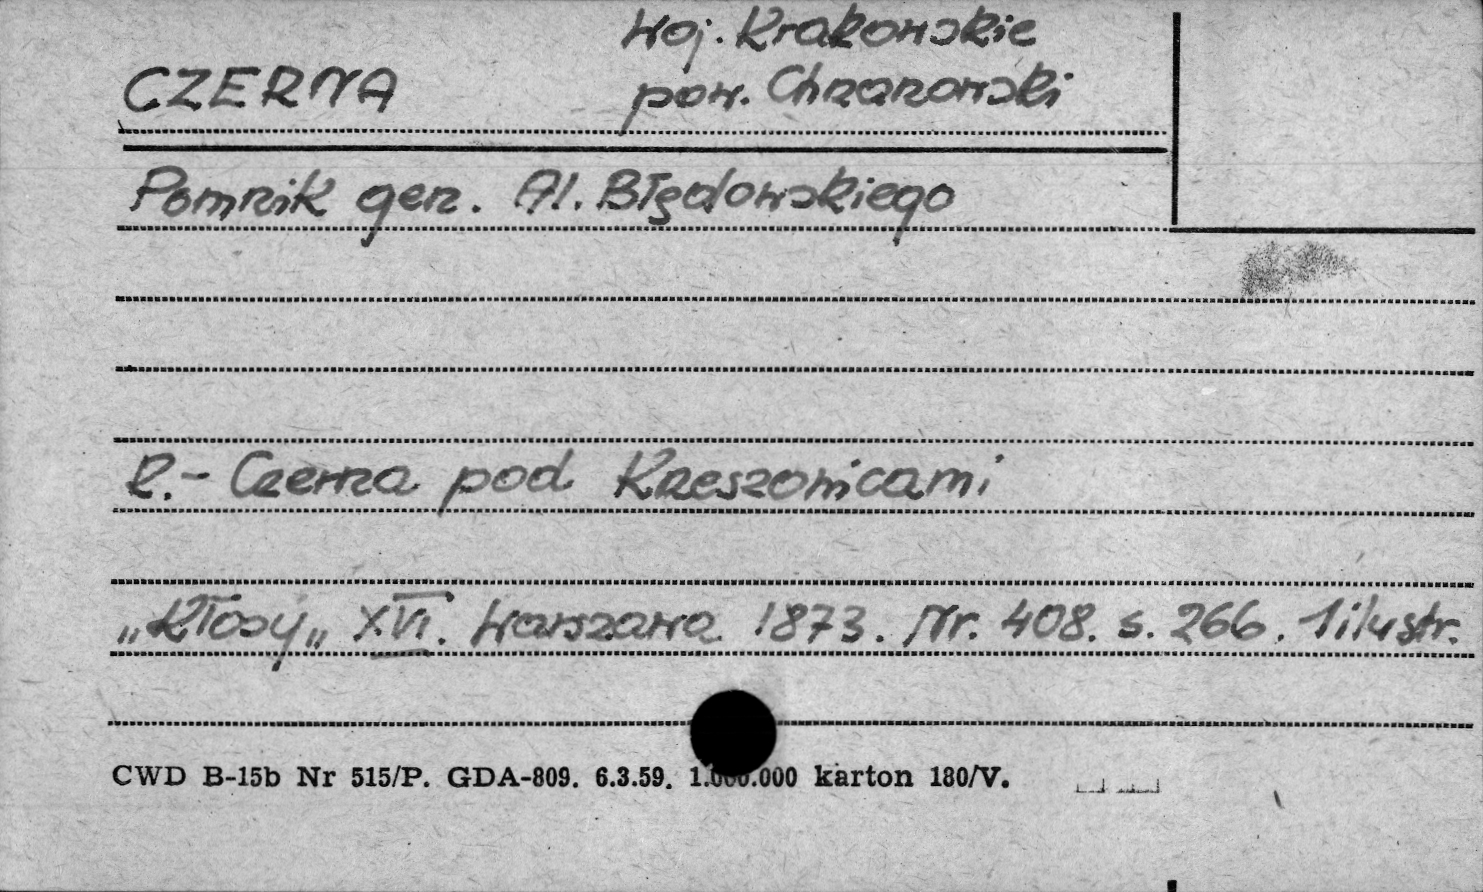 woj. Krakowskie
CZERNA pow. Chrzanowski
Pomnik gen. Al. Błędowskiego
R. - Czerna pod Krzeszowicami
„Kłosy„ XVI. Warszawa 1873. Nr. 408. s. 266. 1 ilustr.
CWD B-15b Nr 515/P. GDA-809. 6.3.59. 1.000.000 karton 180/V.